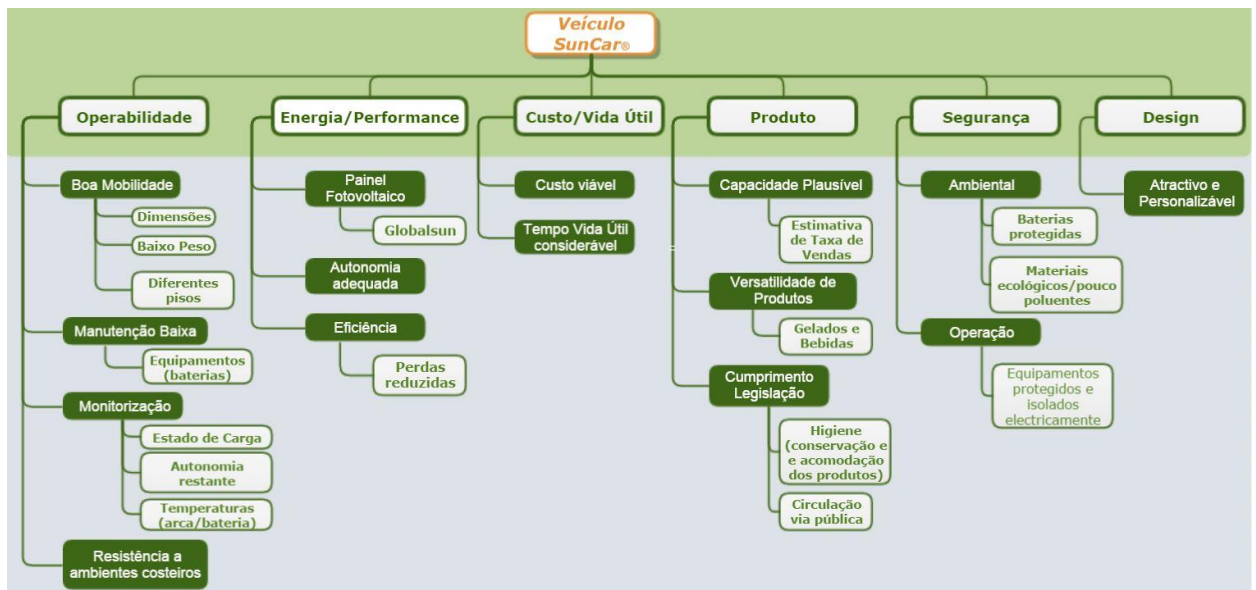 Veículo
SunCar®
Operabilidade
Energia/Performance
Custo/Vida Útil
Produto
Segurança
Design
Boa Mobilidade
Dimensões
Baixo Peso
Diferentes
pisos
Manutenção Baixa
Equipamentos
(baterias)
Monitorização
Estado de Carga
Autonomia
restante
Temperaturas
(arca/bateria)
Resistência a
ambientes costeiros
Painel
Fotovoltaico
Globalsun
Autonomia
adequada
Eficiência
Perdas
reduzidas
Custo viável
Tempo Vida Útil
considerável
Capacidade Plausível
Estimativa
de Taxa de
Vendas
Versatilidade de
Produtos
Gelados e
Bebidas
Cumprimento
Legislação
Higiene
(conservação e
e acomodação
dos produtos)
Circulação
via pública
Ambiental
Baterias
protegidas
Materiais
ecológicos/pouco
poluentes
Operação
Equipamentos
protegidos e
isolados
electricamente
Atractivo e
Personalizável